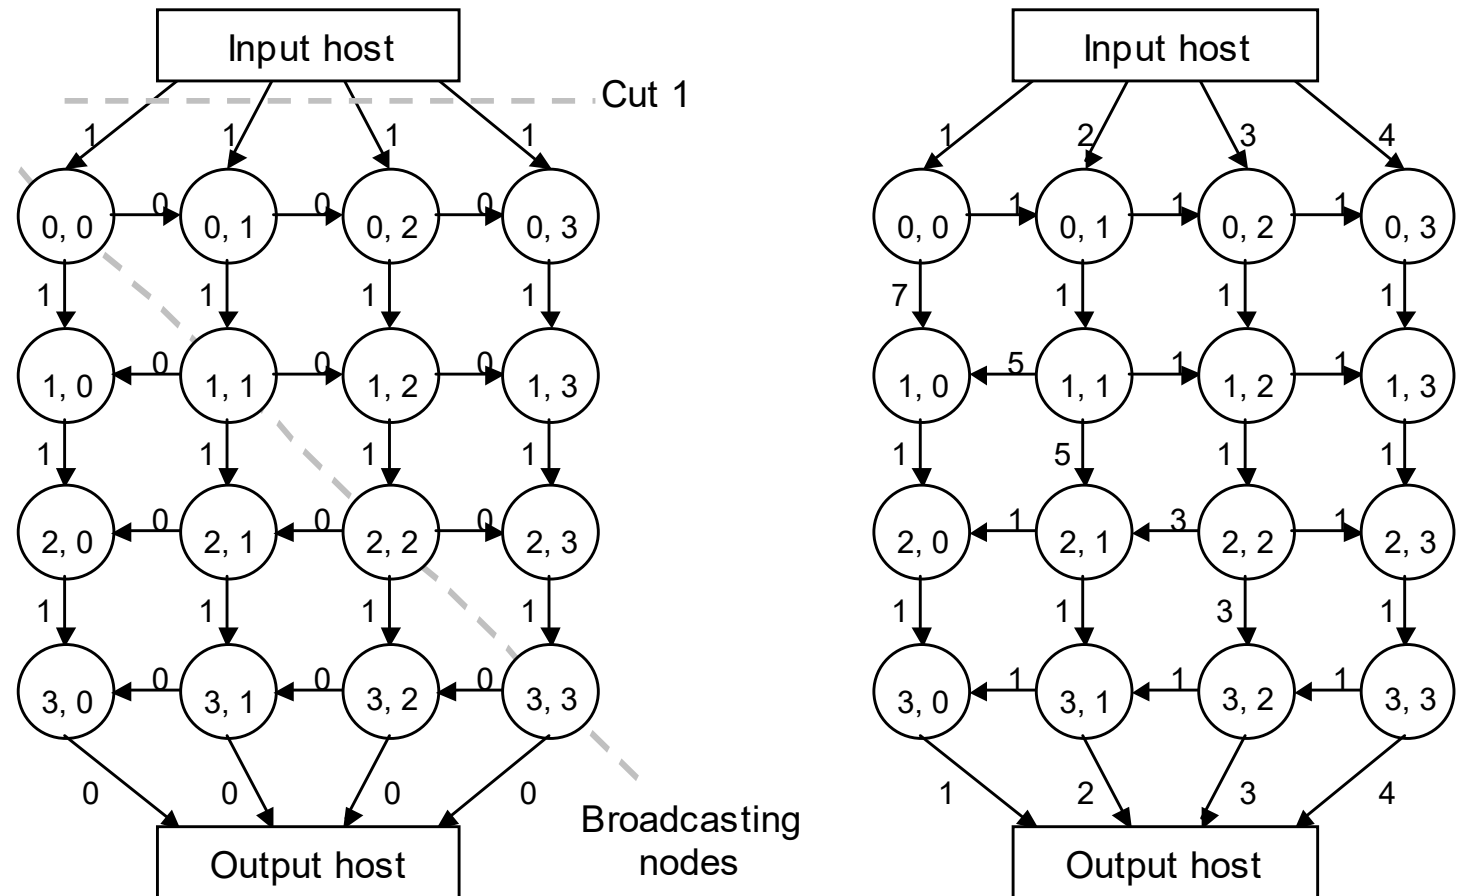 Input host
Input host
Cut 1
1 1 1 1
1 2 3 4
0 0 0
1 1 1
0, 0 0, 1 0, 2 0, 3
0, 0 0, 1 0, 2 0, 3
1 1 1 1
7 1 1 1
0 0 0
5 1 1
1, 0 1, 1 1, 2 1, 3
1, 0 1, 1 1, 2 1, 3
1 1 1 1
1 5 1 1
0 0 0
1 3 1
2, 0 2, 1 2, 2 2, 3
2, 0 2, 1 2, 2 2, 3
1 1 1 1
1 1 3 1
0 0 0
1 1 1
3, 0 3, 1 3, 2 3, 3
3, 0 3, 1 3, 2 3, 3
0 0 0 0
1 2 3 4
Broadcasting
nodes
Output host
Output host